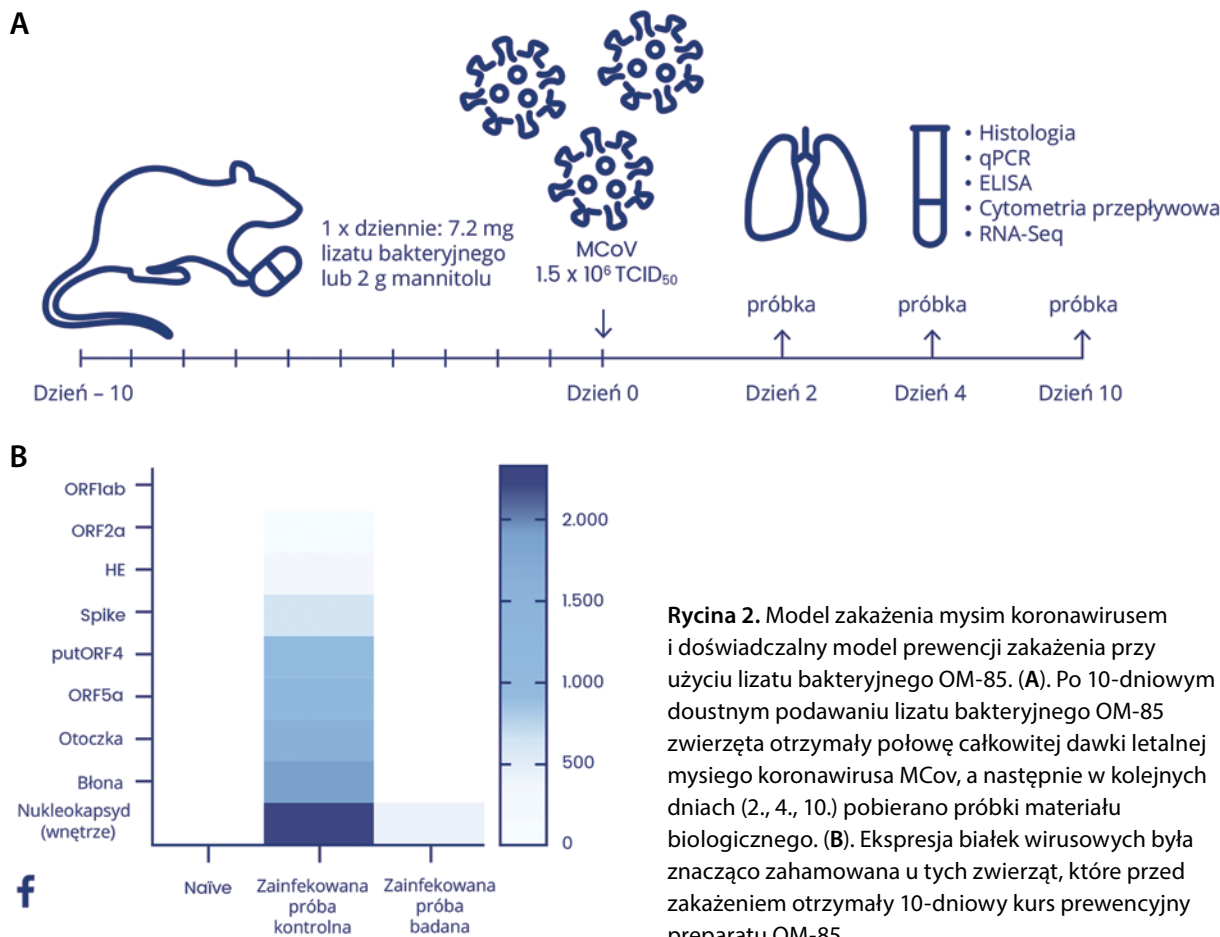 A
1 x dziennie: 7.2 mg
lizatu bakteryjnego
lub 2 g mannitolu
MCoV
1.5 x 10⁶ TCID₅₀
• Histologia
• qPCR
• ELISA
• Cytometria przepływowa
• RNA-Seq
próbka
próbka
próbka
Dzień – 10
Dzień 0
Dzień 2
Dzień 4
Dzień 10
B
ORF1ab
ORF2a
HE
Spike
putORF4
ORF5a
Otoczka
Błona
Nukleokapsyd
(wnętrze)
2.000
1.500
1.000
500
0
Naïve
Zainfekowana
próba
kontrolna
Zainfekowana
próba
badana
f
Rycina 2. Model zakażenia mysim koronawirusem
i doświadczalny model prewencji zakażenia przy
użyciu lizatu bakteryjnego OM-85. (A). Po 10-dniowym
doustnym podawaniu lizatu bakteryjnego OM-85
zwierzęta otrzymały połowę całkowitej dawki letalnej
mysiego koronawirusa MCov, a następnie w kolejnych
dniach (2., 4., 10.) pobierano próbki materiału
biologicznego. (B). Ekspresja białek wirusowych była
znacząco zahamowana u tych zwierząt, które przed
zakażeniem otrzymały 10-dniowy kurs prewencyjny
preparatu OM-85